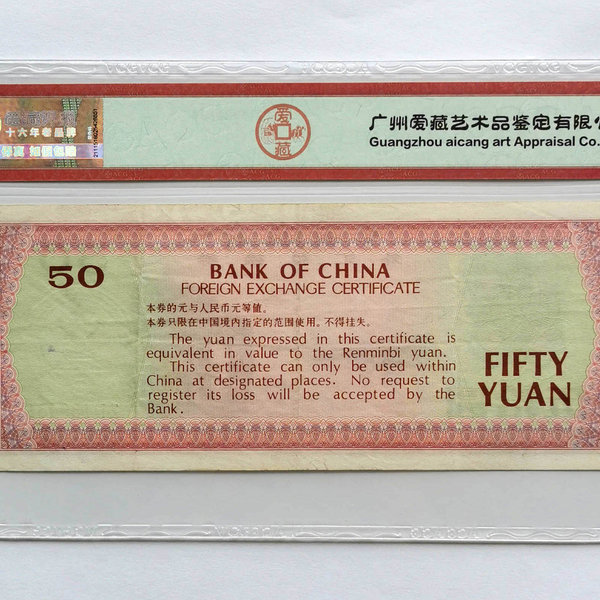 十六年老品牌
爱藏
广州爱藏艺术品鉴定有限公
Guangzhou aicang art Appraisal Co.
50
BANK OF CHINA
FOREIGN EXCHANGE CERTIFICATE
本券的元与人民币元等值。
本券只限在中国境内指定的范围使用。不得挂失。
The yuan expressed in this certificate is
equivalent in value to the Renminbi yuan.
This certificate can only be used within
China at designated places. No request to
register its loss will be accepted by the
Bank.
FIFTY
YUAN